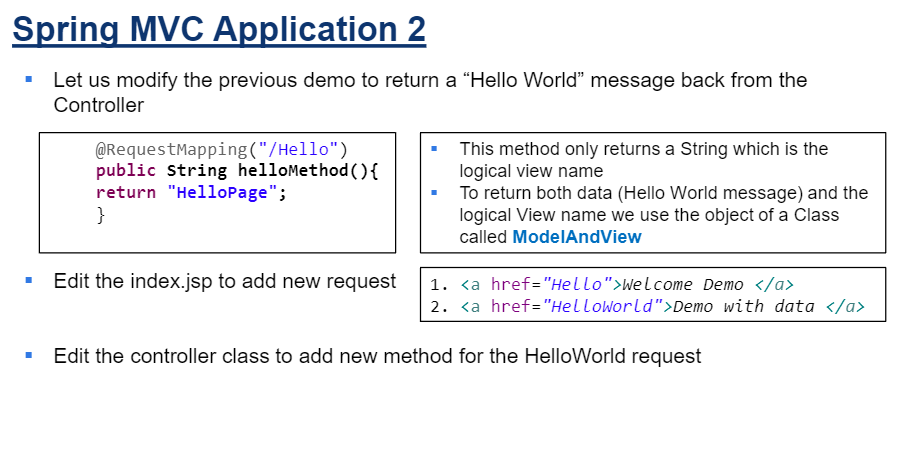 Spring MVC Application 2
▪ Let us modify the previous demo to return a “Hello World” message back from the
Controller
@RequestMapping("/Hello")
public String helloMethod(){
return "HelloPage";
}
▪ This method only returns a String which is the
logical view name
▪ To return both data (Hello World message) and the
logical View name we use the object of a Class
called ModelAndView
▪ Edit the index.jsp to add new request
1. <a href="Hello">Welcome Demo </a>
2. <a href="HelloWorld">Demo with data </a>
▪ Edit the controller class to add new method for the HelloWorld request